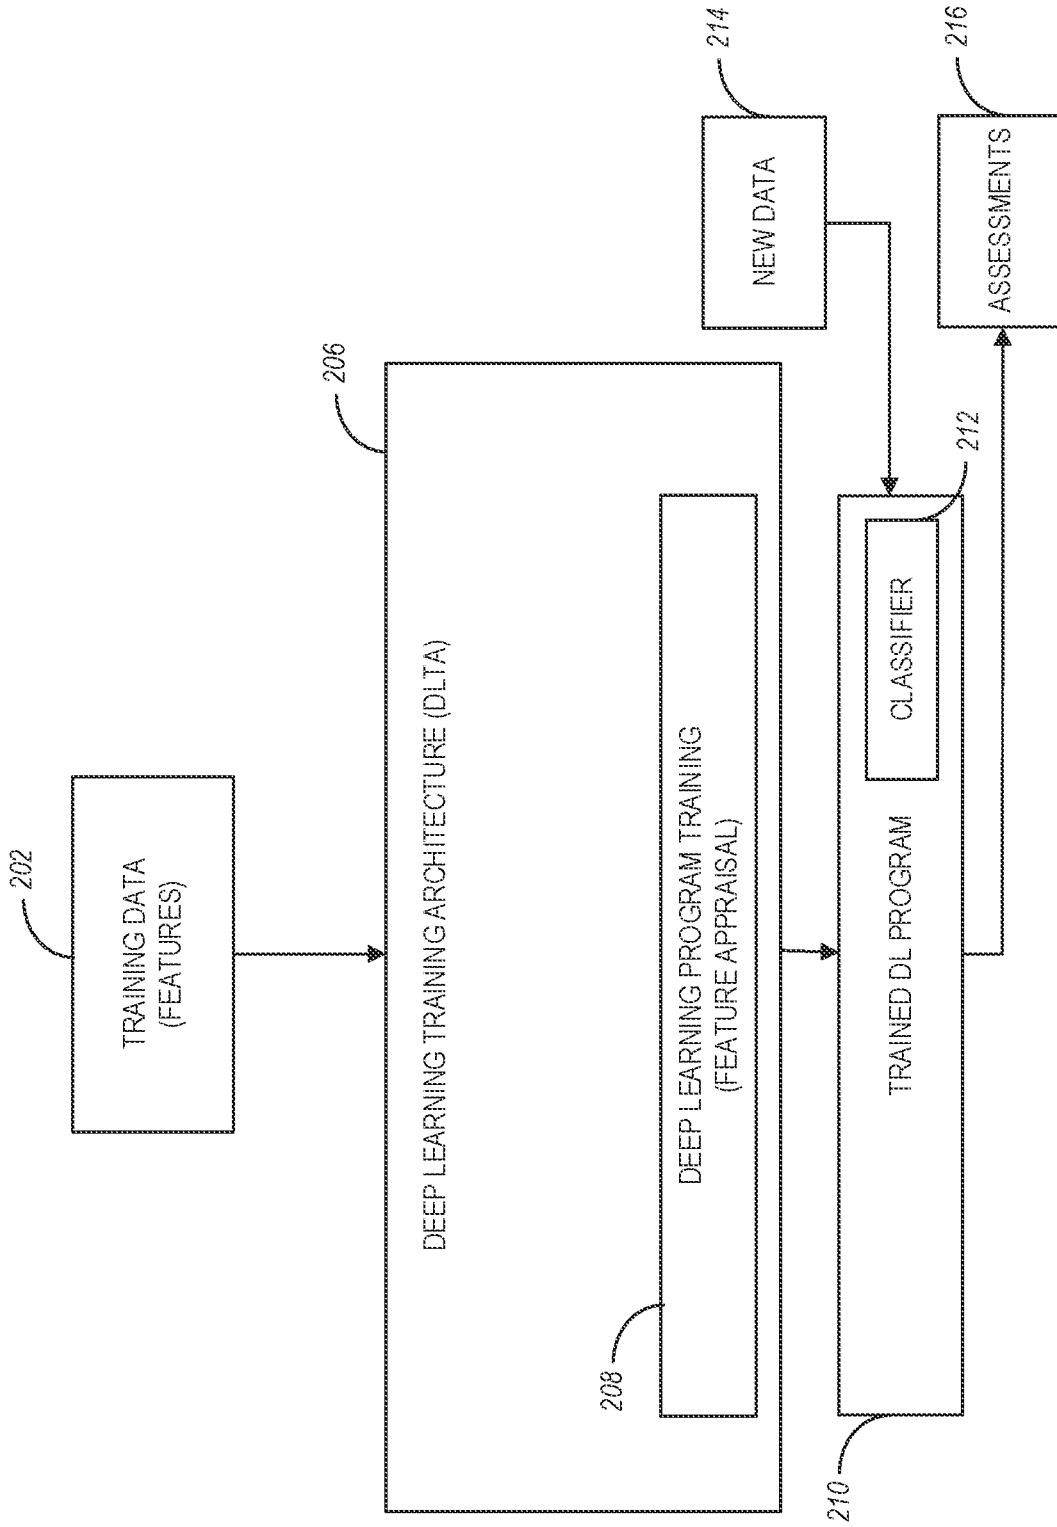 202
TRAINING DATA
(FEATURES)
206
DEEP LEARNING TRAINING ARCHITECTURE (DLTA)
208
DEEP LEARNING PROGRAM TRAINING
(FEATURE APPRAISAL)
210
TRAINED DL PROGRAM
CLASSIFIER
212
NEW DATA
214
ASSESSMENTS
216